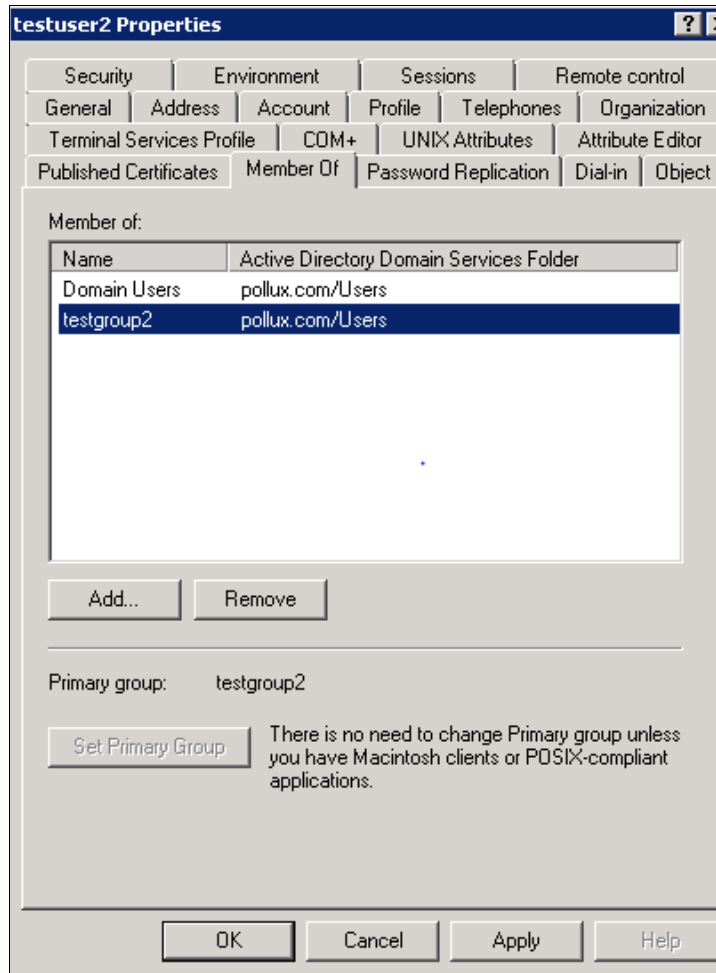 testuser2 Properties
?
Security Environment Sessions Remote control
General Address Account Profile Telephones Organization
Terminal Services Profile COM+ UNIX Attributes Attribute Editor
Published Certificates Member Of Password Replication Dial-in Object
Member of:
Name Active Directory Domain Services Folder
Domain Users pollux.com/Users
testgroup2 pollux.com/Users
Add... Remove
Primary group: testgroup2
Set Primary Group
There is no need to change Primary group unless
you have Macintosh clients or POSIX-compliant
applications.
OK Cancel Apply Help